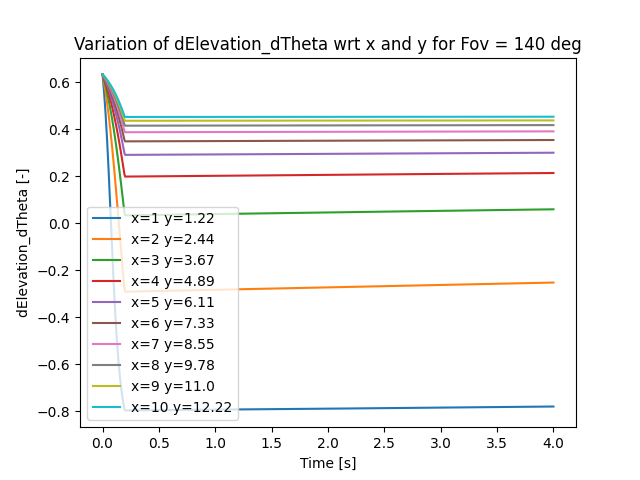 Variation of dElevation_dTheta wrt x and y for Fov = 140 deg
dElevation_dTheta [-]
0.6
0.4
0.2
0.0
−0.2
−0.4
−0.6
−0.8
x=1 y=1.22
x=2 y=2.44
x=3 y=3.67
x=4 y=4.89
x=5 y=6.11
x=6 y=7.33
x=7 y=8.55
x=8 y=9.78
x=9 y=11.0
x=10 y=12.22
0.0 0.5 1.0 1.5 2.0 2.5 3.0 3.5 4.0
Time [s]